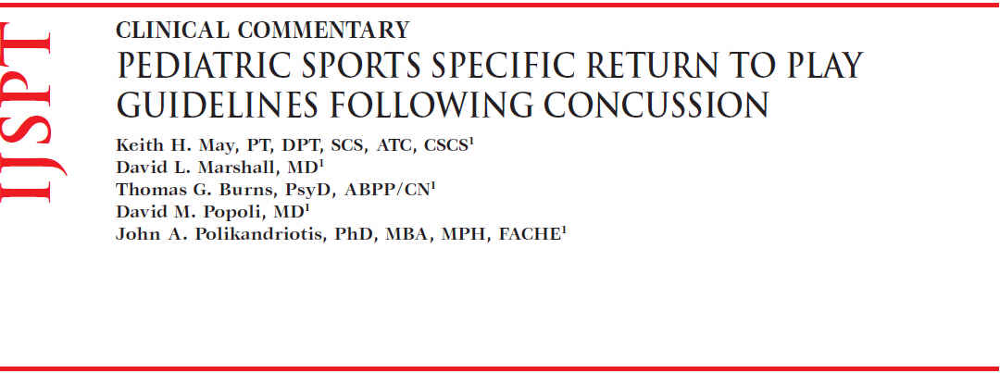 IJSPT
CLINICAL COMMENTARY
PEDIATRIC SPORTS SPECIFIC RETURN TO PLAY
GUIDELINES FOLLOWING CONCUSSION
Keith H. May, PT, DPT, SCS, ATC, CSCS¹
David L. Marshall, MD¹
Thomas G. Burns, PsyD, ABPP/CN¹
David M. Popoli, MD¹
John A. Polikandriotis, PhD, MBA, MPH, FACHE¹